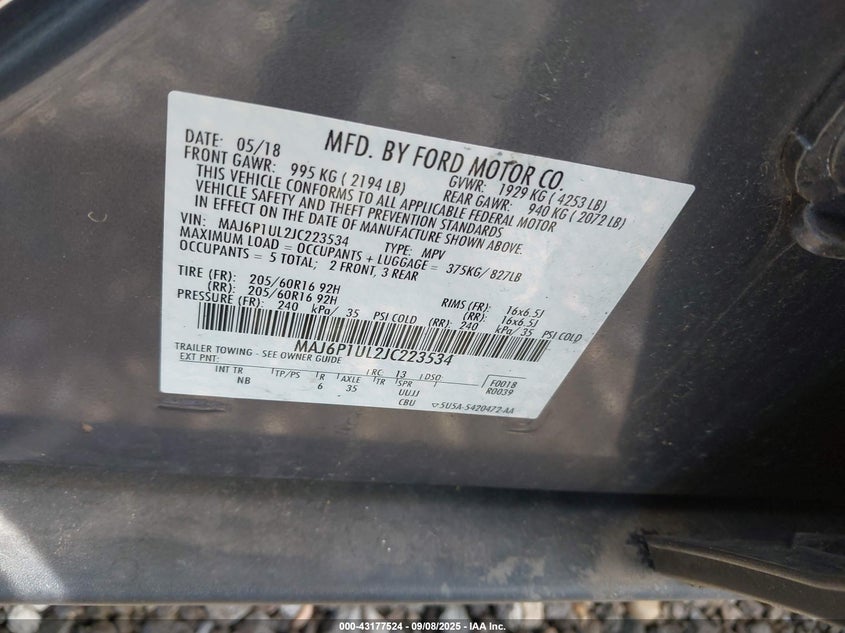 DATE: 05/18 MFD. BY FORD MOTOR CO.
FRONT GAWR: 995 KG ( 2194 LB) GVWR: 1929 KG ( 4253 LB)
REAR GAWR: 940 KG ( 2072 LB)
THIS VEHICLE CONFORMS TO ALL APPLICABLE FEDERAL MOTOR
VEHICLE SAFETY AND THEFT PREVENTION STANDARDS
IN EFFECT ON THE DATE OF MANUFACTURE SHOWN ABOVE.
VIN: MAJ6P1UL2JC223534 TYPE: MPV
MAXIMUM LOAD = OCCUPANTS + LUGGAGE = 375KG/ 827LB
OCCUPANTS = 5 TOTAL; 2 FRONT, 3 REAR
TIRE (FR): 205/60R16 92H RIMS (FR): 16x6.5J
(RR): 205/60R16 92H (RR): 16x6.5J
PRESSURE (FR): 240 kPa/ 35 PSI COLD (RR): 240 kPa/ 35 PSI COLD
MAJ6P1UL2JC223534
TRAILER TOWING - SEE OWNER GUIDE
EXT PNT: RC: 13 DSO:
INT TR TP/PS R AXLE TR SPR F0018
NB 6 35 UUJJ R0039
CBU 5U5A-5420472-AA
000-43177524 - 09/08/2025 - IAA Inc.